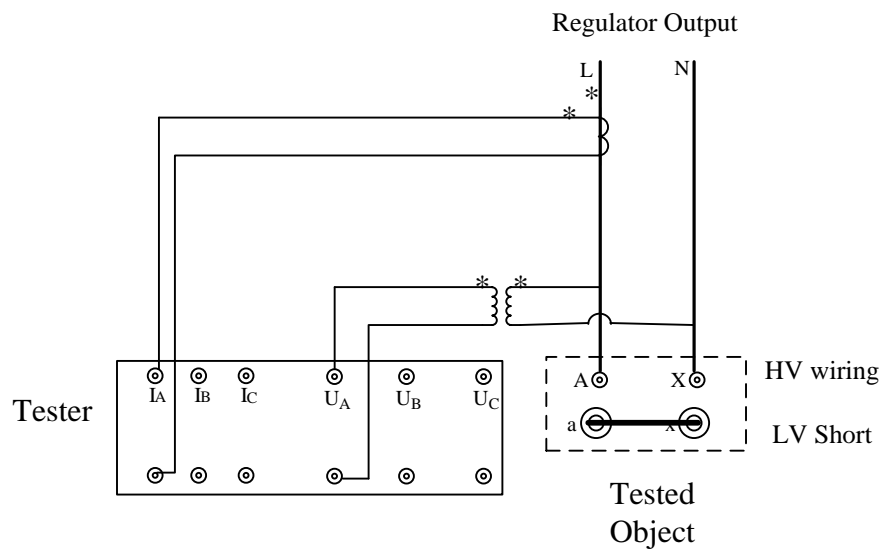 Regulator Output
L N
*
*
* *
IA IB IC UA UB UC
Tester
A X
HV wiring
a x
LV Short
Tested
Object